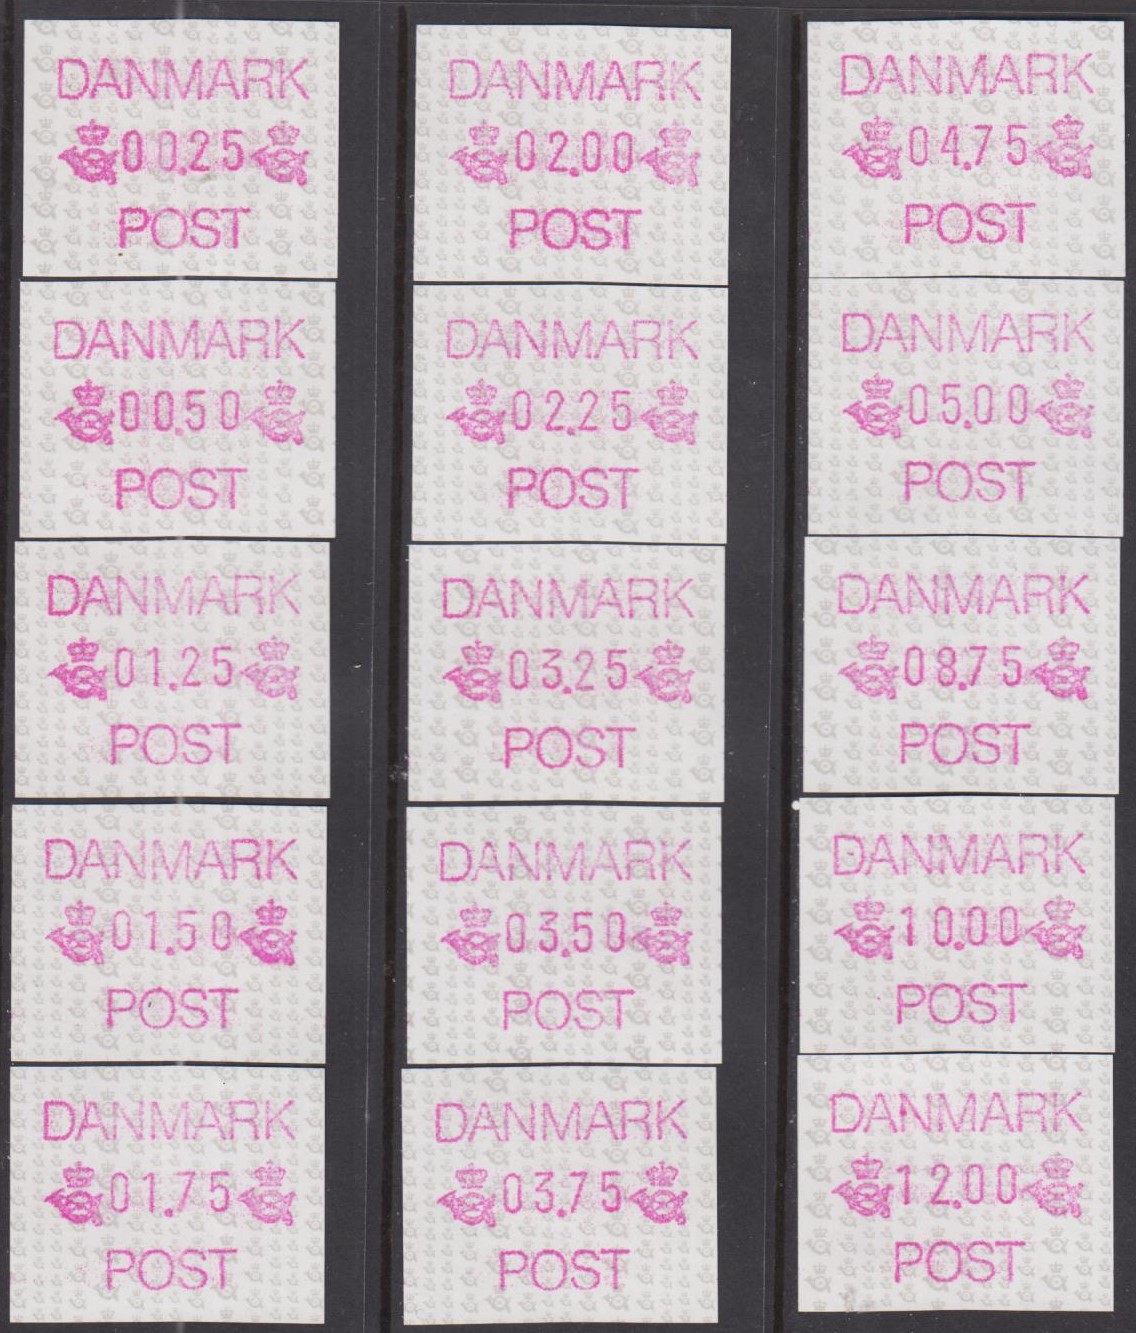 DANMARK
00.25
POST
DANMARK
00.50
POST
DANMARK
01.25
POST
DANMARK
01.50
POST
DANMARK
01.75
POST
DANMARK
02.00
POST
DANMARK
02.25
POST
DANMARK
03.25
POST
DANMARK
03.50
POST
DANMARK
03.75
POST
DANMARK
04.75
POST
DANMARK
05.00
POST
DANMARK
08.75
POST
DANMARK
10.00
POST
DANMARK
12.00
POST